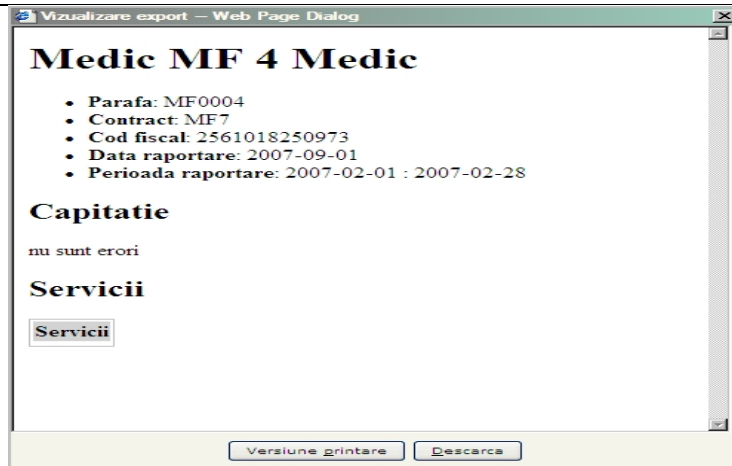 Vizualizare export -- Web Page Dialog
Medic MF 4 Medic
• Parafa: MF0004
• Contract: MF7
• Cod fiscal: 2561018250973
• Data raportare: 2007-09-01
• Perioada raportare: 2007-02-01 : 2007-02-28
Capitatie
nu sunt erori
Servicii
Servicii
Versiune printare Descarca